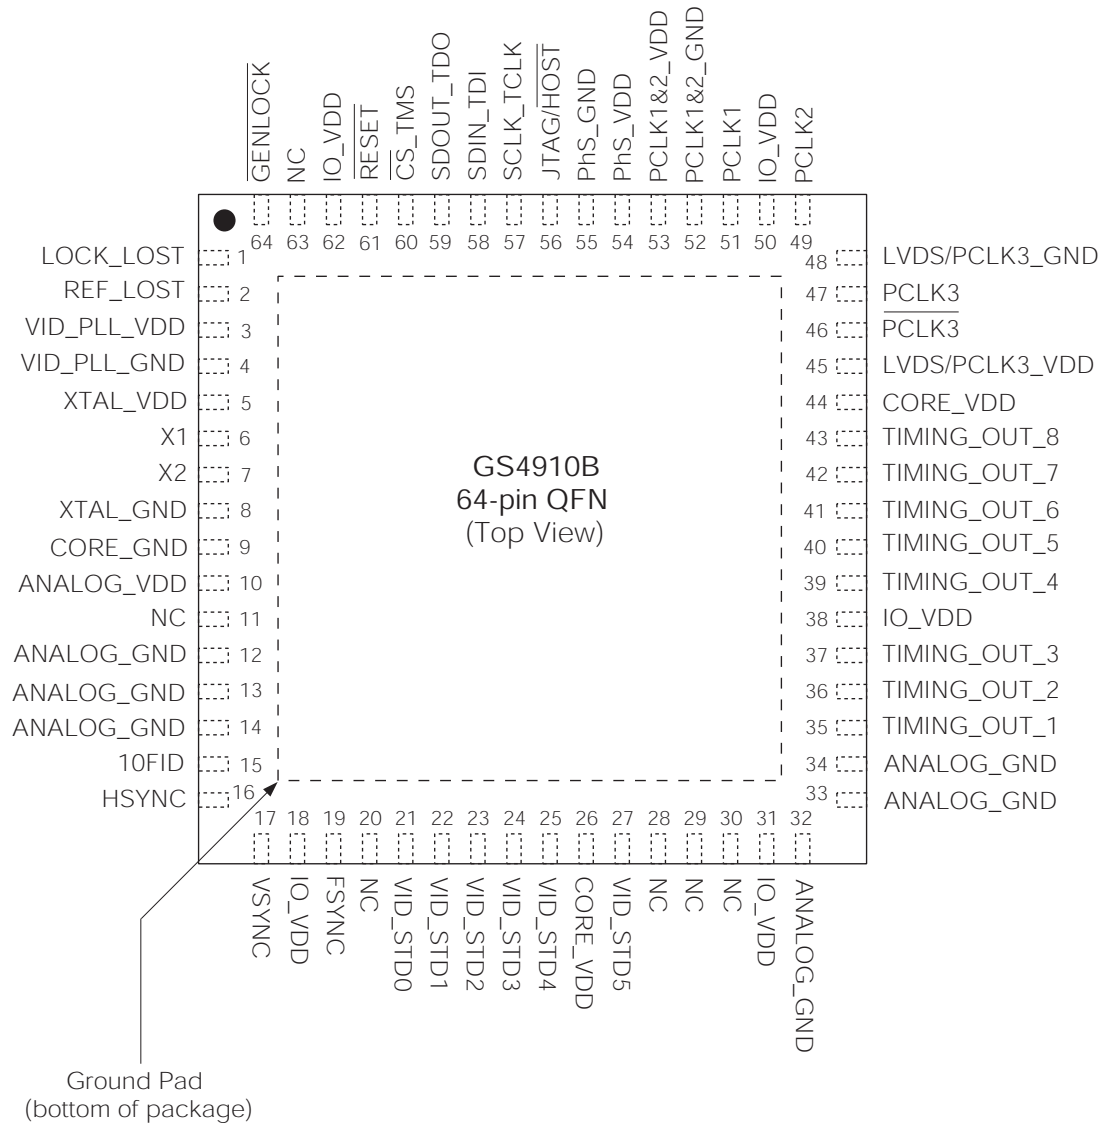 GENLOCK
NC
IO_VDD
RESET
CS_TMS
SDOUT_TDO
SDIN_TDI
SCLK_TCLK
JTAG/HOST
PhS_GND
PhS_VDD
PCLK1&2_VDD
PCLK1&2_GND
PCLK1
IO_VDD
PCLK2
64 63 62 61 60 59 58 57 56 55 54 53 52 51 50 49
LOCK_LOST 1
REF_LOST 2
VID_PLL_VDD 3
VID_PLL_GND 4
XTAL_VDD 5
X1 6
X2 7
XTAL_GND 8
CORE_GND 9
ANALOG_VDD 10
NC 11
ANALOG_GND 12
ANALOG_GND 13
ANALOG_GND 14
10FID 15
HSYNC 16
GS4910B
64-pin QFN
(Top View)
48 LVDS/PCLK3_GND
47 PCLK3
46 PCLK3
45 LVDS/PCLK3_VDD
44 CORE_VDD
43 TIMING_OUT_8
42 TIMING_OUT_7
41 TIMING_OUT_6
40 TIMING_OUT_5
39 TIMING_OUT_4
38 IO_VDD
37 TIMING_OUT_3
36 TIMING_OUT_2
35 TIMING_OUT_1
34 ANALOG_GND
33 ANALOG_GND
17 18 19 20 21 22 23 24 25 26 27 28 29 30 31 32
VSYNC
IO_VDD
FSYNC
NC
VID_STD0
VID_STD1
VID_STD2
VID_STD3
VID_STD4
CORE_VDD
VID_STD5
NC
NC
NC
IO_VDD
ANALOG_GND
Ground Pad
(bottom of package)